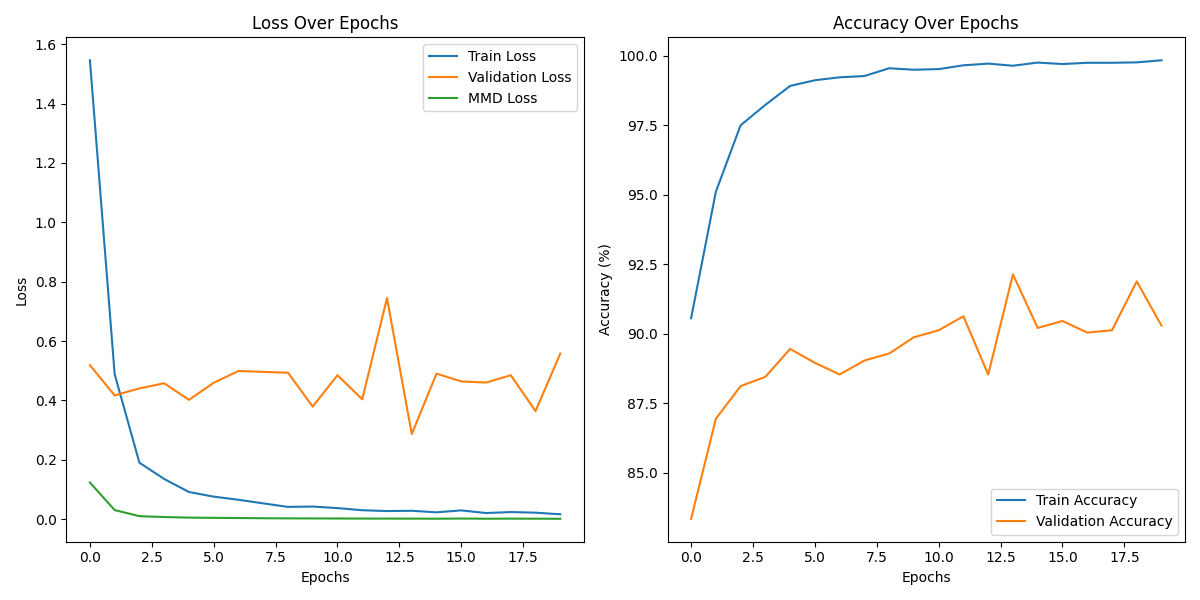 Loss Over Epochs
1.6
1.4
1.2
1.0
0.8
0.6
0.4
0.2
0.0
Loss
Train Loss
Validation Loss
MMD Loss
0.0 2.5 5.0 7.5 10.0 12.5 15.0 17.5
Epochs
Accuracy Over Epochs
100.0
97.5
95.0
92.5
90.0
87.5
85.0
Accuracy (%)
Train Accuracy
Validation Accuracy
0.0 2.5 5.0 7.5 10.0 12.5 15.0 17.5
Epochs